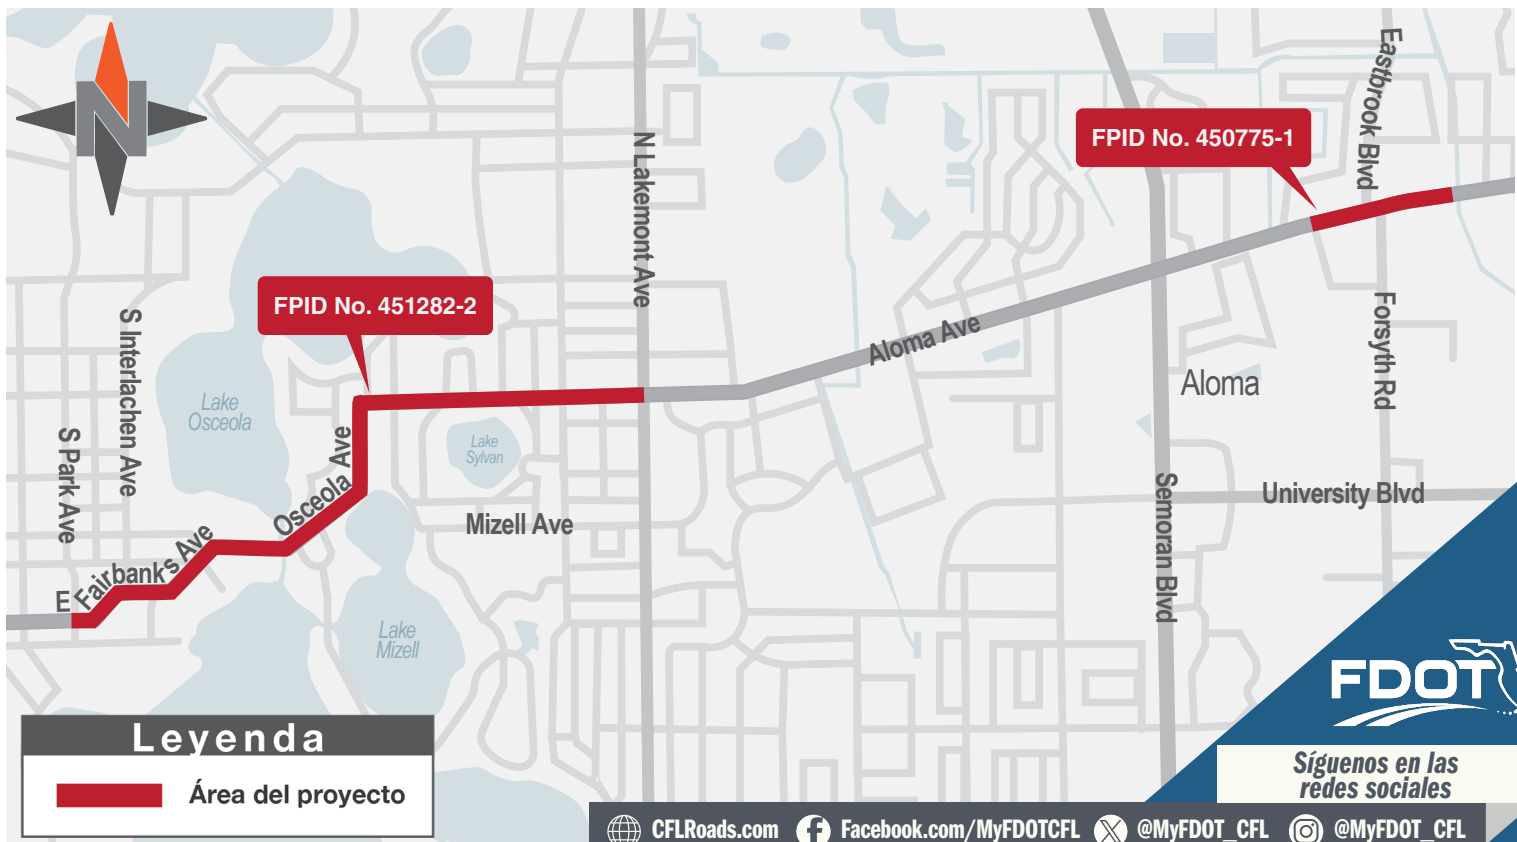 N
Eastbrook Blvd
FPID No. 450775-1
N Lakemont Ave
FPID No. 451282-2
S Interlachen Ave
Forsyth Rd
Aloma Ave
Aloma
Lake
Osceola
S Park Ave
Osceola Ave
Lake
Sylvan
Semoran Blvd
University Blvd
Mizell Ave
E Fairbanks Ave
Lake
Mizell
FDOT
Leyenda
Área del proyecto
Síguenos en las
redes sociales
CFLRoads.com Facebook.com/MyFDOTCFL @MyFDOT_CFL @MyFDOT_CFL